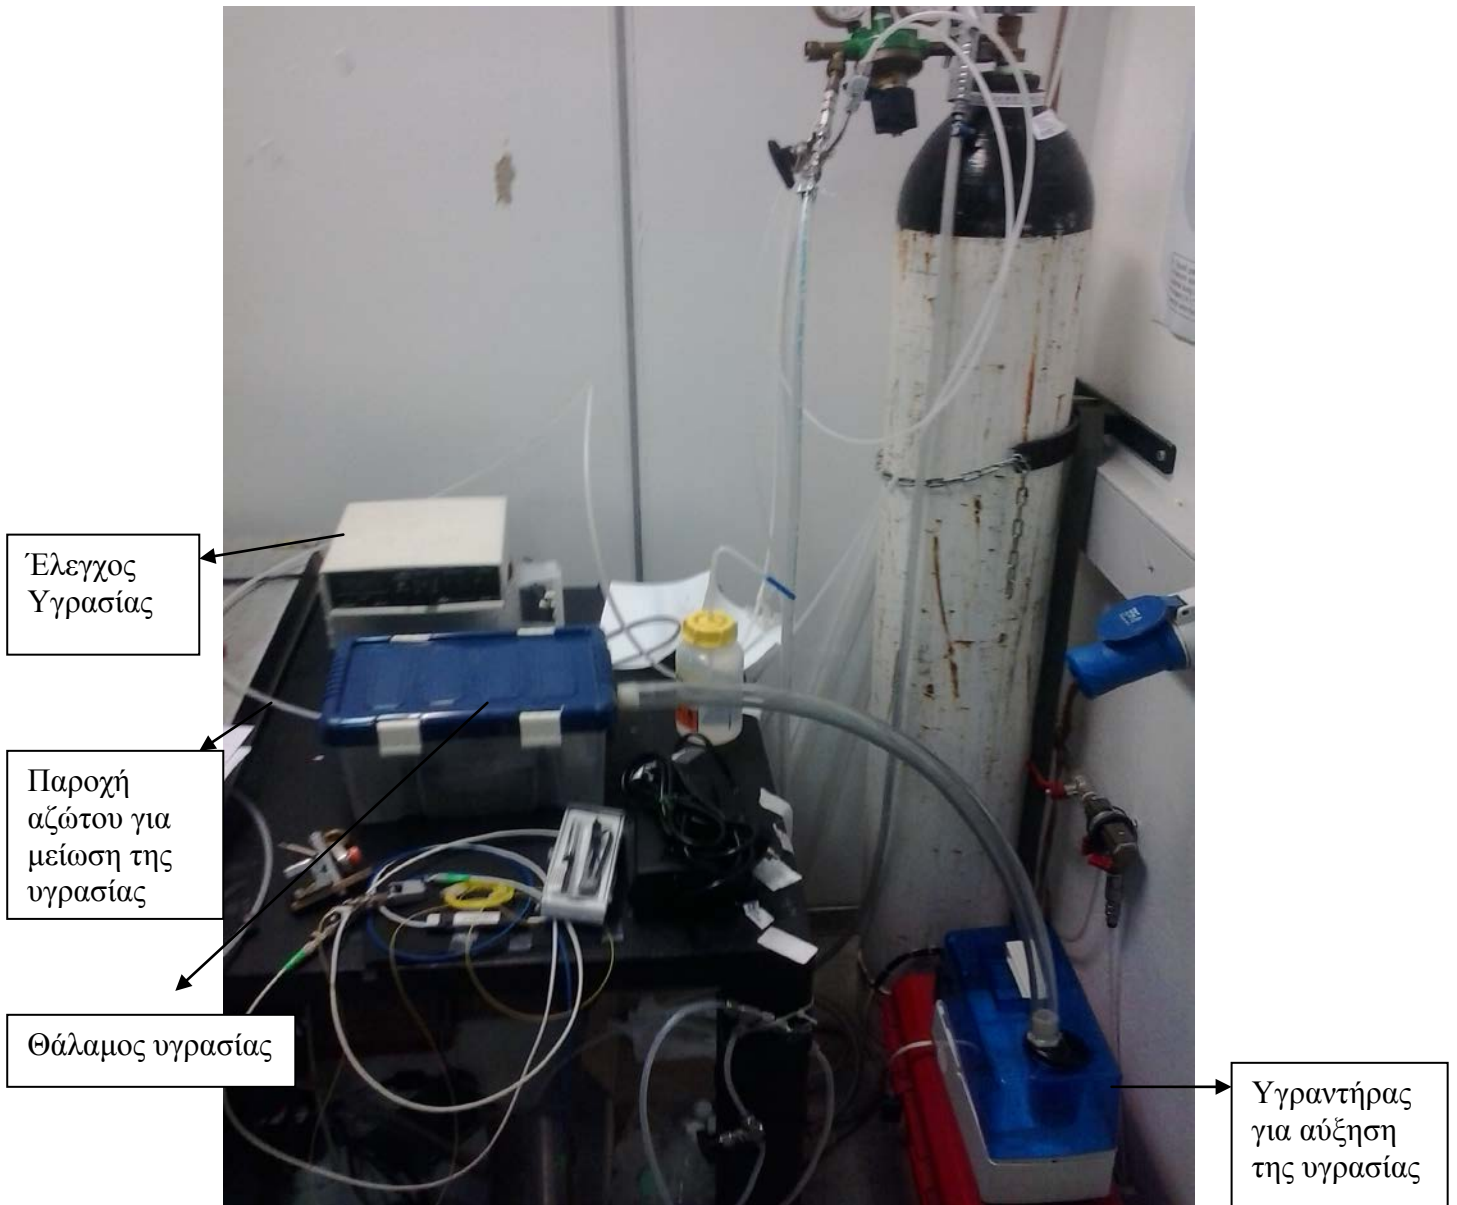 Έλεγχος
Υγρασίας
Παροχή
αζώτου για
μείωση της
υγρασίας
Θάλαμος υγρασίας
Υγραντήρας
για αύξηση
της υγρασίας